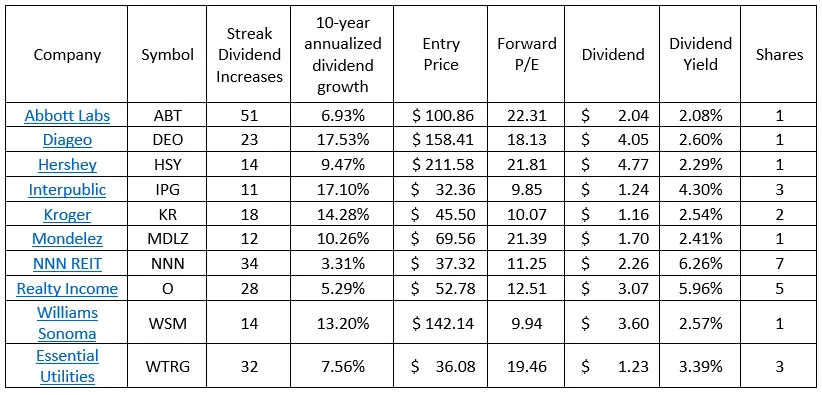 Company Symbol Streak Dividend Increases 10-year annualized dividend growth Entry Price Forward P/E Dividend Dividend Yield Shares
Abbott Labs ABT 51 6.93% $ 100.86 22.31 $ 2.04 2.08% 1
Diageo DEO 23 17.53% $ 158.41 18.13 $ 4.05 2.60% 1
Hershey HSY 14 9.47% $ 211.58 21.81 $ 4.77 2.29% 1
Interpublic IPG 11 17.10% $ 32.36 9.85 $ 1.24 4.30% 3
Kroger KR 18 14.28% $ 45.50 10.07 $ 1.16 2.54% 2
Mondelez MDLZ 12 10.26% $ 69.56 21.39 $ 1.70 2.41% 1
NNN REIT NNN 34 3.31% $ 37.32 11.25 $ 2.26 6.26% 7
Realty Income O 28 5.29% $ 52.78 12.51 $ 3.07 5.96% 5
Williams Sonoma WSM 14 13.20% $ 142.14 9.94 $ 3.60 2.57% 1
Essential Utilities WTRG 32 7.56% $ 36.08 19.46 $ 1.23 3.39% 3